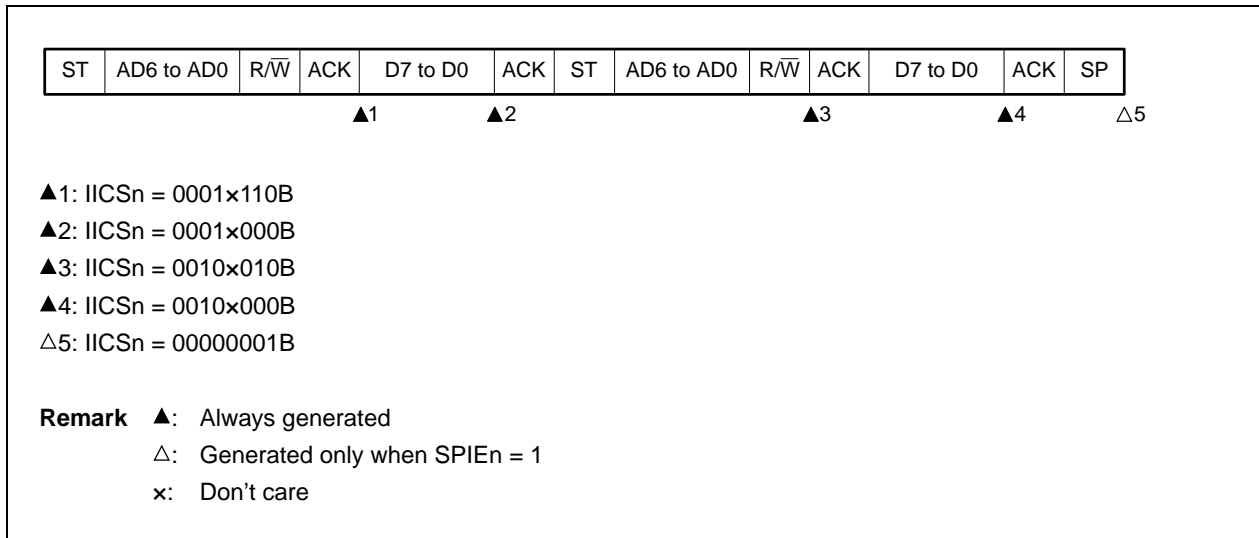 ST AD6 to AD0 R/W̅ ACK D7 to D0 ACK ST AD6 to AD0 R/W̅ ACK D7 to D0 ACK SP
▲1 ▲2 ▲3 ▲4 △5
▲1: IICSn = 0001×110B
▲2: IICSn = 0001×000B
▲3: IICSn = 0010×010B
▲4: IICSn = 0010×000B
△5: IICSn = 00000001B
Remark ▲: Always generated
△: Generated only when SPIEn = 1
×: Don't care